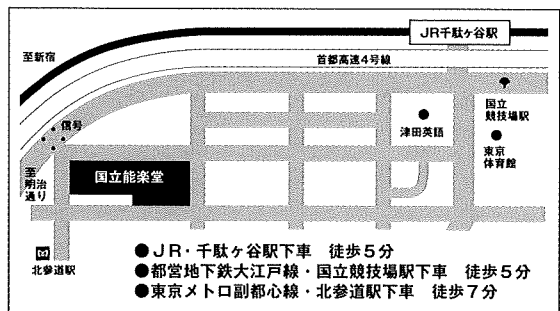 JR千駄ヶ谷駅
至新宿
首都高速4号線
国立
競技場駅
信号
津田英語
東京
体育館
国立能楽堂
至
明治
通り
北参道駅
●JR・千駄ヶ谷駅下車　徒歩5分
●都営地下鉄大江戸線・国立競技場駅下車　徒歩5分
●東京メトロ副都心線・北参道駅下車　徒歩7分